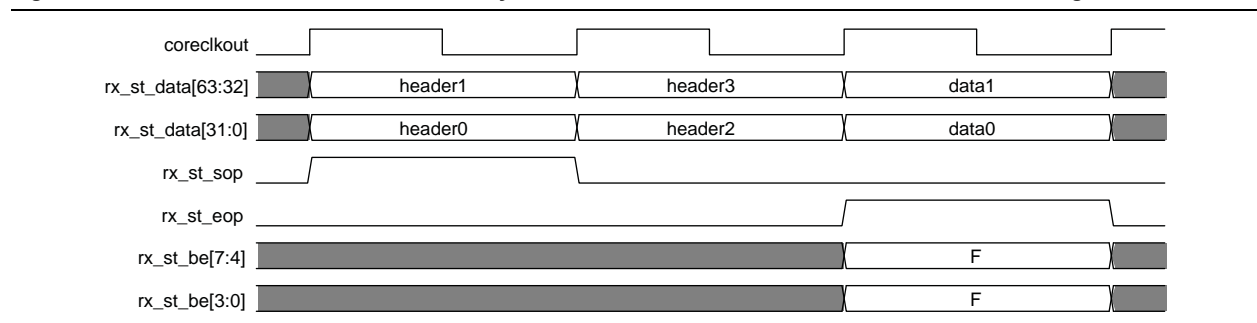 coreclkout
rx_st_data[63:32] header1 header3 data1
rx_st_data[31:0] header0 header2 data0
rx_st_sop
rx_st_eop
rx_st_be[7:4] F
rx_st_be[3:0] F